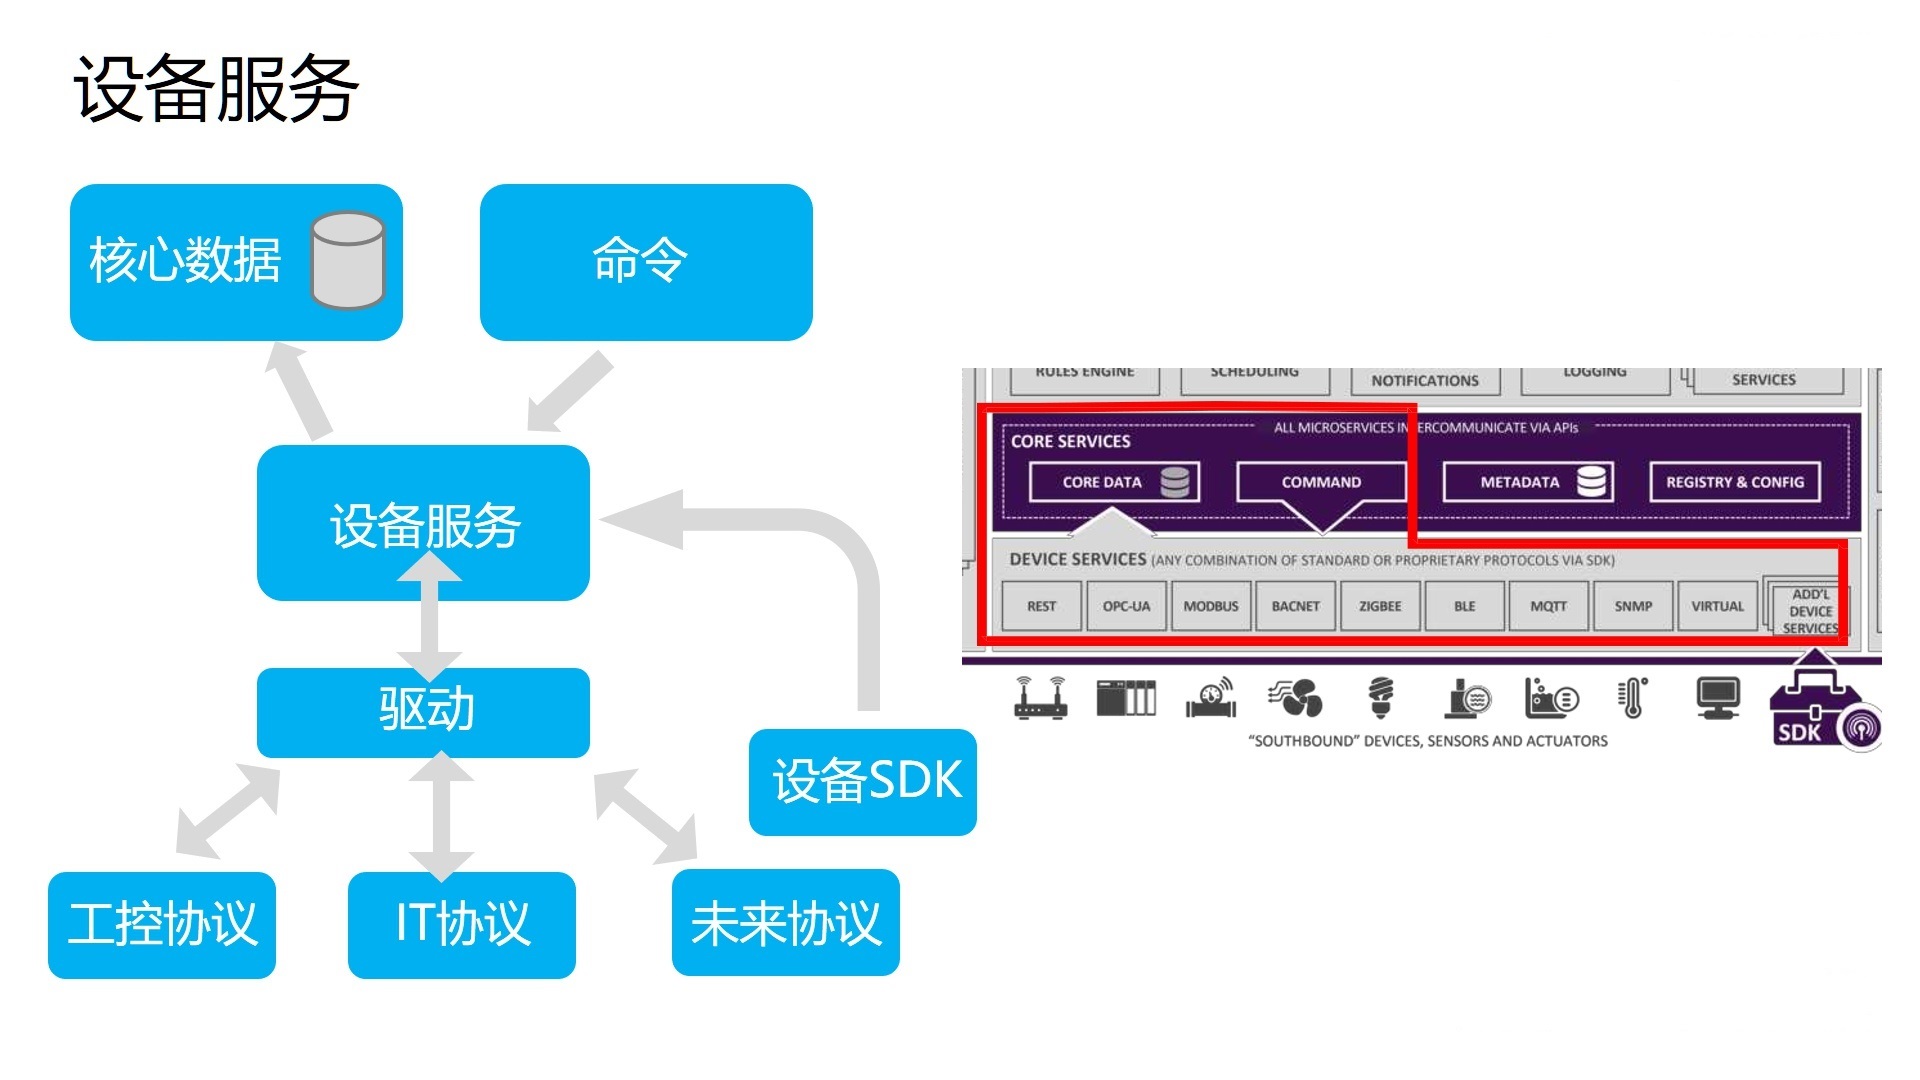 设备服务
核心数据
命令
设备服务
驱动
设备SDK
工控协议
IT协议
未来协议
RULES ENGINE
SCHEDULING
NOTIFICATIONS
LOGGING
SERVICES
ALL MICROSERVICES INTERCOMMUNICATE VIA APIs
CORE SERVICES
CORE DATA
COMMAND
METADATA
REGISTRY & CONFIG
DEVICE SERVICES (ANY COMBINATION OF STANDARD OR PROPRIETARY PROTOCOLS VIA SDK)
REST
OPC-UA
MODBUS
BACNET
ZIGBEE
BLE
MQTT
SNMP
VIRTUAL
ADD'L
DEVICE
SERVICES
SDK
“SOUTHBOUND” DEVICES, SENSORS AND ACTUATORS